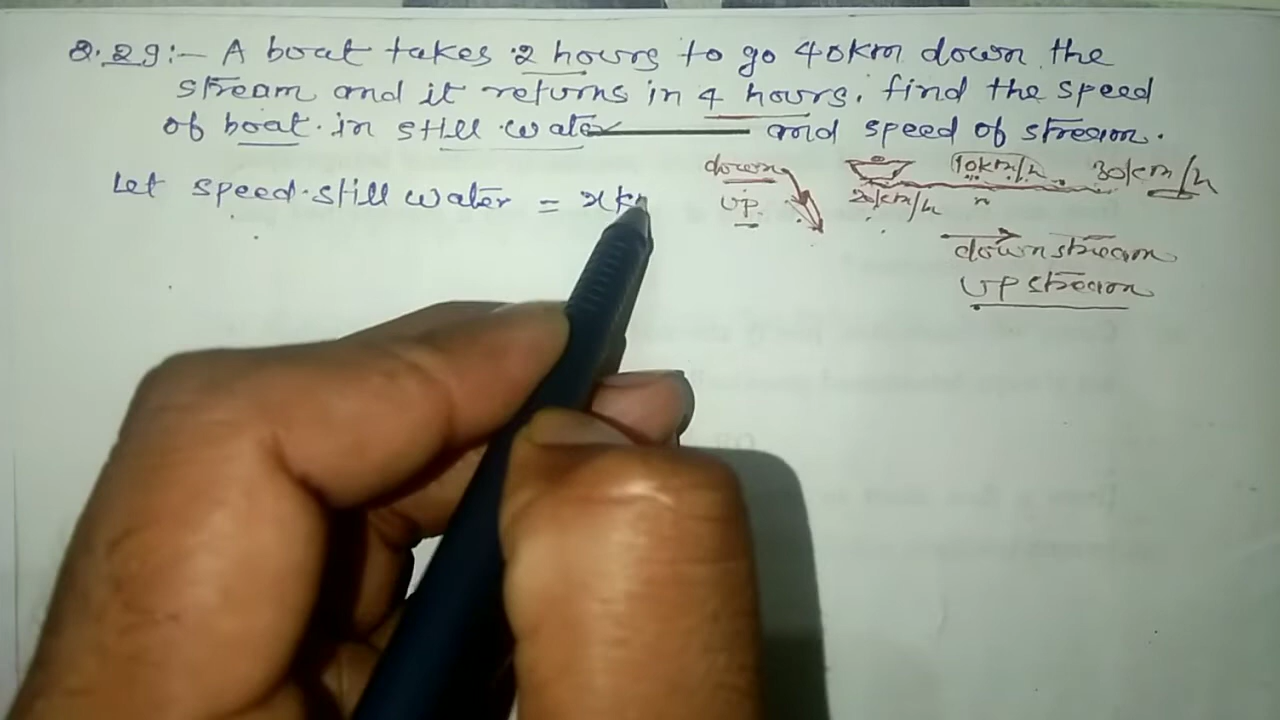 Q.29:- A boat takes 2 hours to go 40km down the
stream and it returns in 4 hours. find the speed
of boat in still water and speed of stream.
Let speed still water = x k
down
up
10km/h
30km/h
20km/h
downstream
upstream